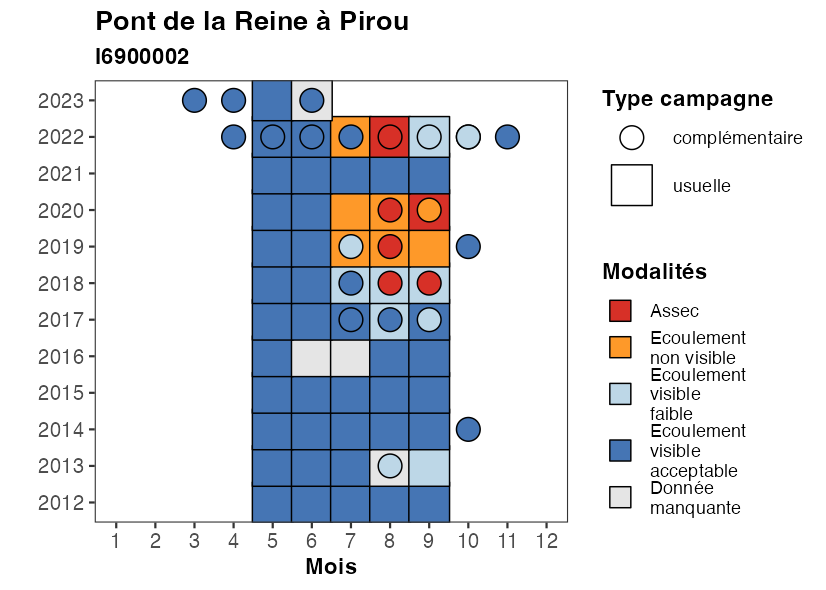 Pont de la Reine à Pirou
I6900002
2023
2022
2021
2020
2019
2018
2017
2016
2015
2014
2013
2012
1 2 3 4 5 6 7 8 9 10 11 12
Mois
Type campagne
complémentaire
usuelle
Modalités
Assec
Ecoulement
non visible
Ecoulement
visible
faible
Ecoulement
visible
acceptable
Donnée
manquante